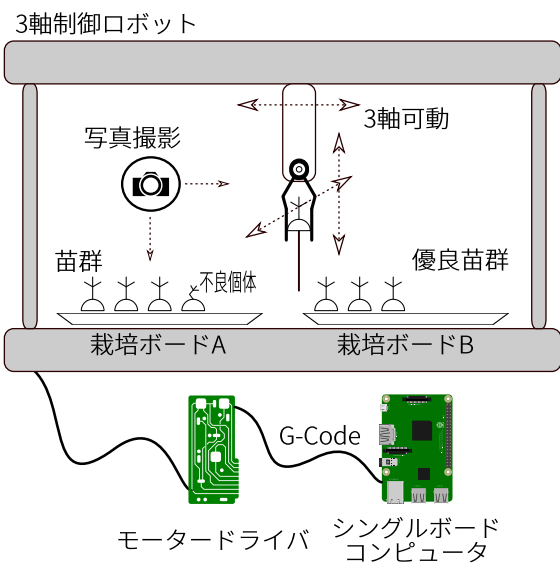 3軸制御ロボット
3軸可動
写真撮影
苗群
不良個体
優良苗群
栽培ボードA
栽培ボードB
G-Code
モータードライバ
シングルボード
コンピュータ